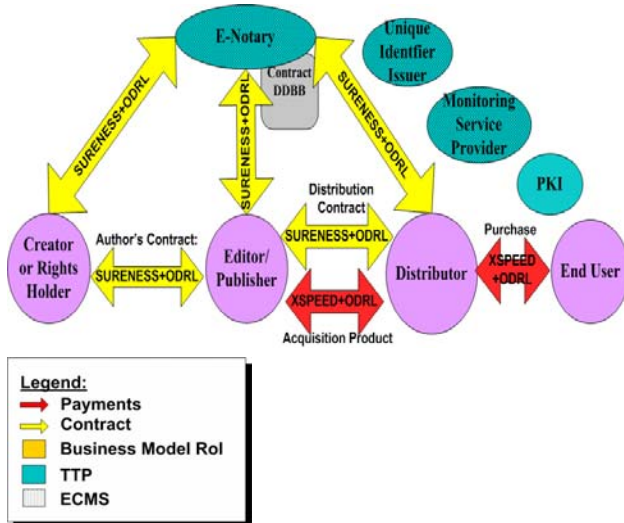 E-Notary
Unique
Identfier
Issuer
Contract
DDBB
Monitoring
Service
Provider
PKI
SURENESS+ODRL
SURENESS+ODRL
SURENESS+ODRL
Creator
or Rights
Holder
Author's Contract:
SURENESS+ODRL
Editor/
Publisher
Distribution
Contract
SURENESS+ODRL
XSPEED+ODRL
Acquisition Product
Distributor
Purchase
XSPEED
+ODRL
End User
Legend:
Payments
Contract
Business Model Rol
TTP
ECMS